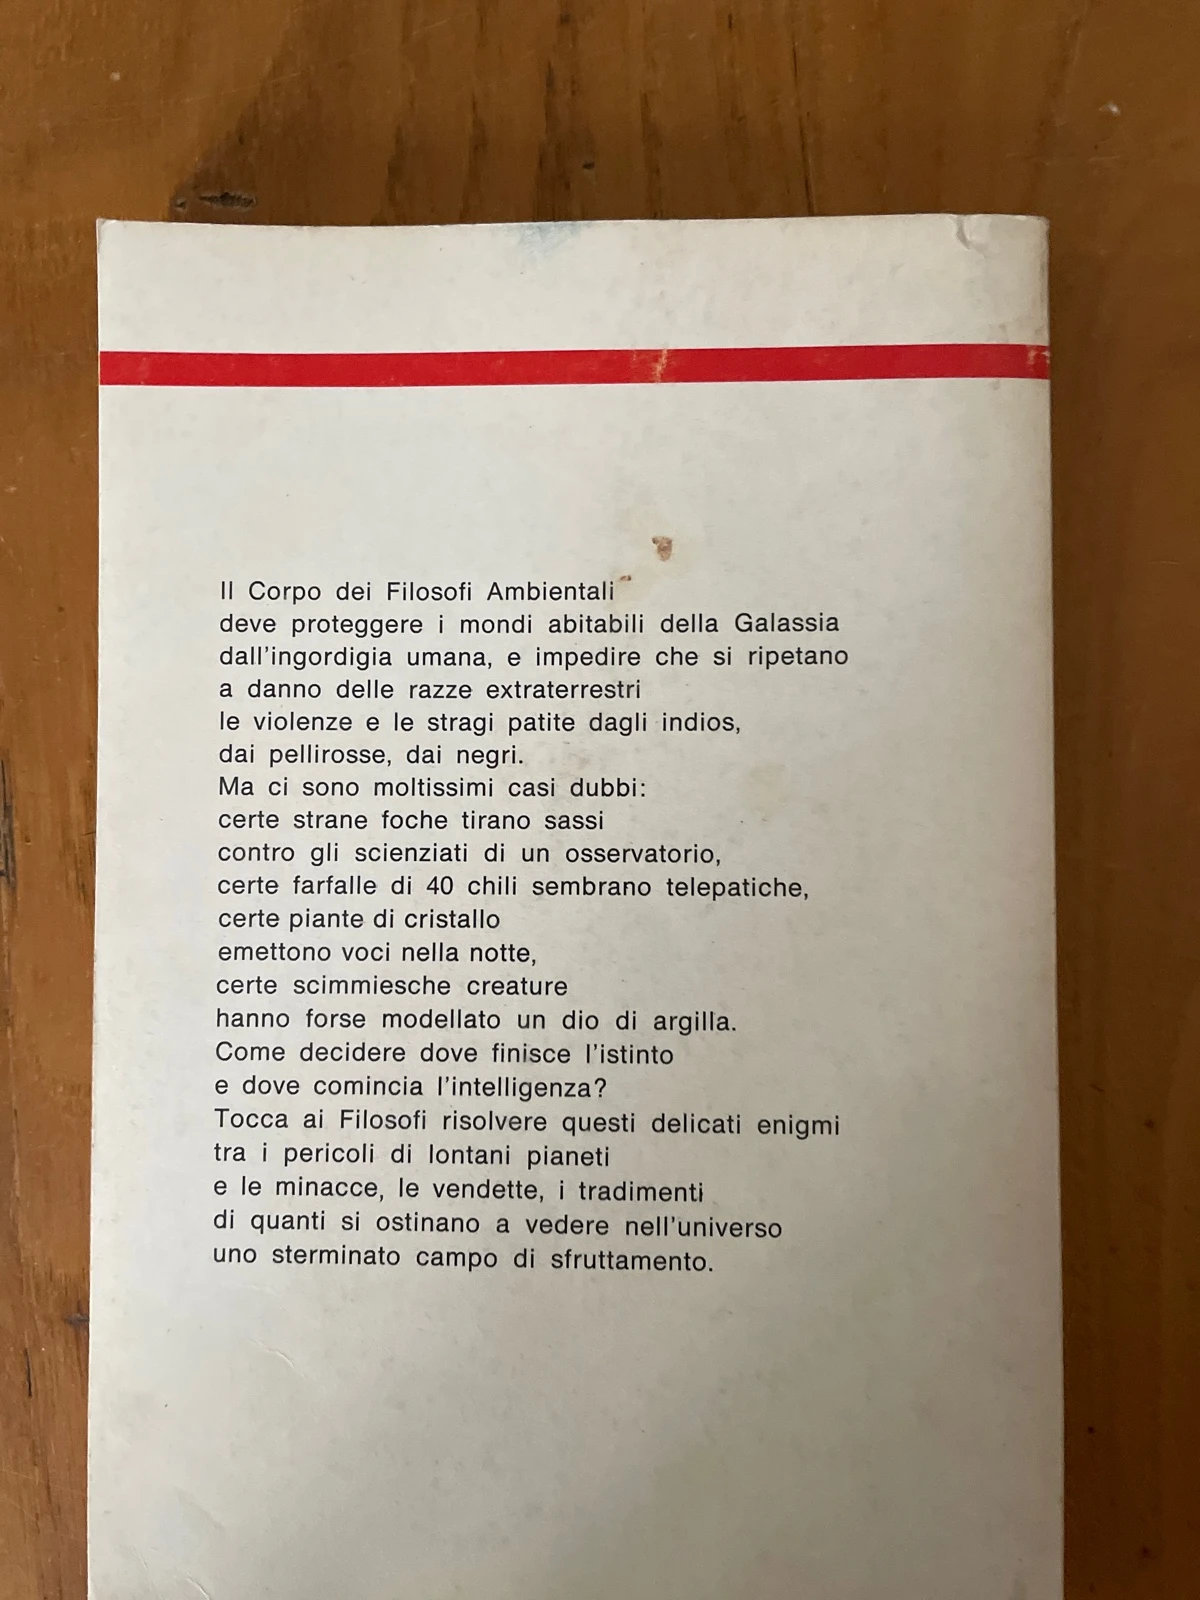 Il Corpo dei Filosofi Ambientali
deve proteggere i mondi abitabili della Galassia
dall'ingordigia umana, e impedire che si ripetano
a danno delle razze extraterrestri
le violenze e le stragi patite dagli indios,
dai pellirosse, dai negri.
Ma ci sono moltissimi casi dubbi:
certe strane foche tirano sassi
contro gli scienziati di un osservatorio,
certe farfalle di 40 chili sembrano telepatiche,
certe piante di cristallo
emettono voci nella notte,
certe scimmiesche creature
hanno forse modellato un dio di argilla.
Come decidere dove finisce l'istinto
e dove comincia l'intelligenza?
Tocca ai Filosofi risolvere questi delicati enigmi
tra i pericoli di lontani pianeti
e le minacce, le vendette, i tradimenti
di quanti si ostinano a vedere nell'universo
uno sterminato campo di sfruttamento.